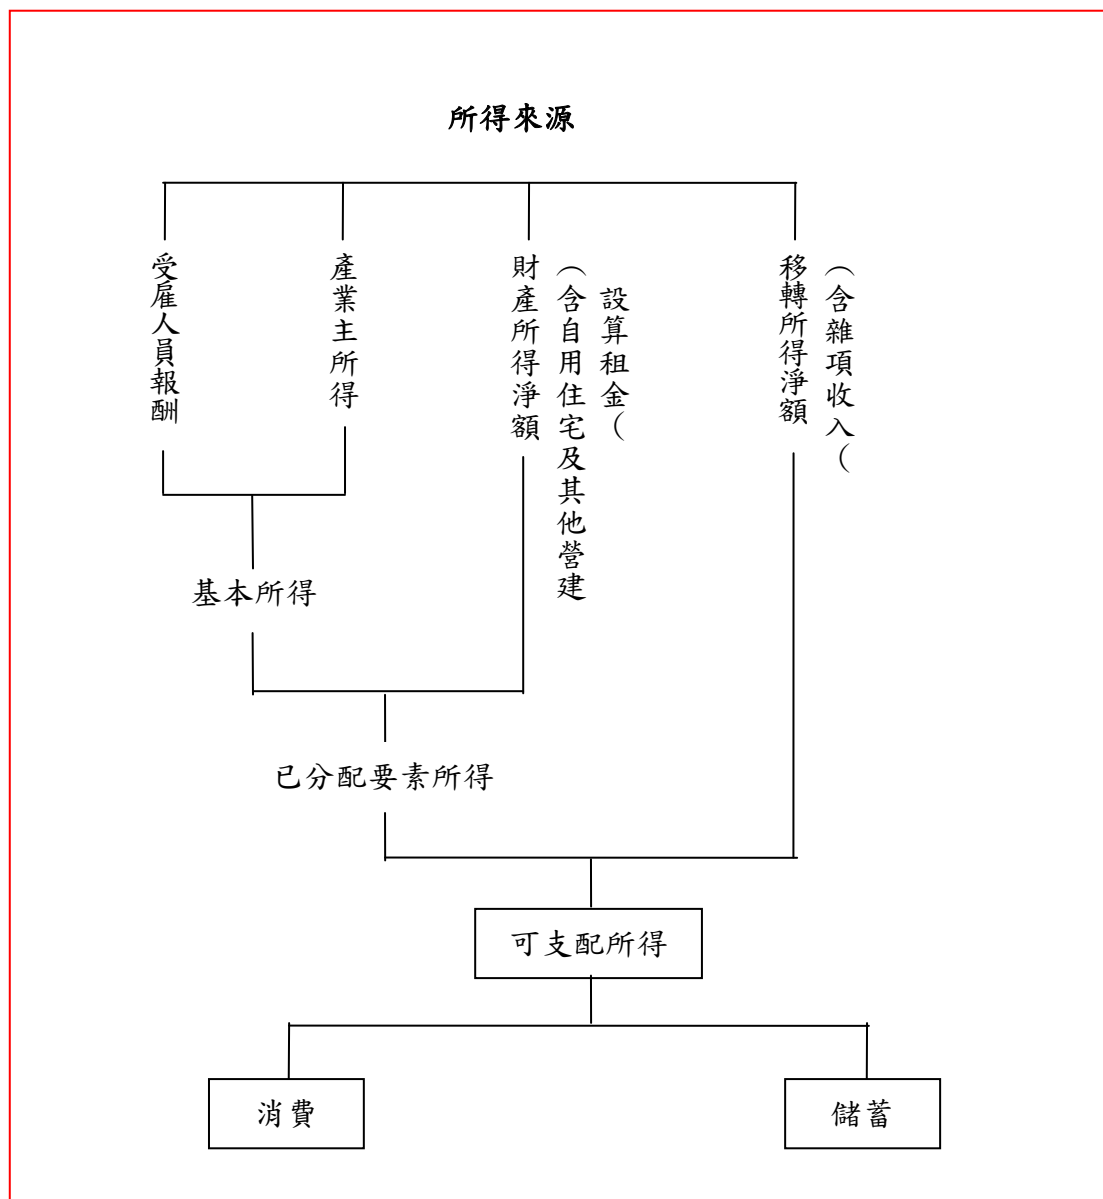 所得來源
受雇人員報酬
產業主所得
財產所得淨額
（含自用住宅及其他營建
設算租金（
移轉所得淨額
（含雜項收入（
基本所得
已分配要素所得
可支配所得
消費
儲蓄